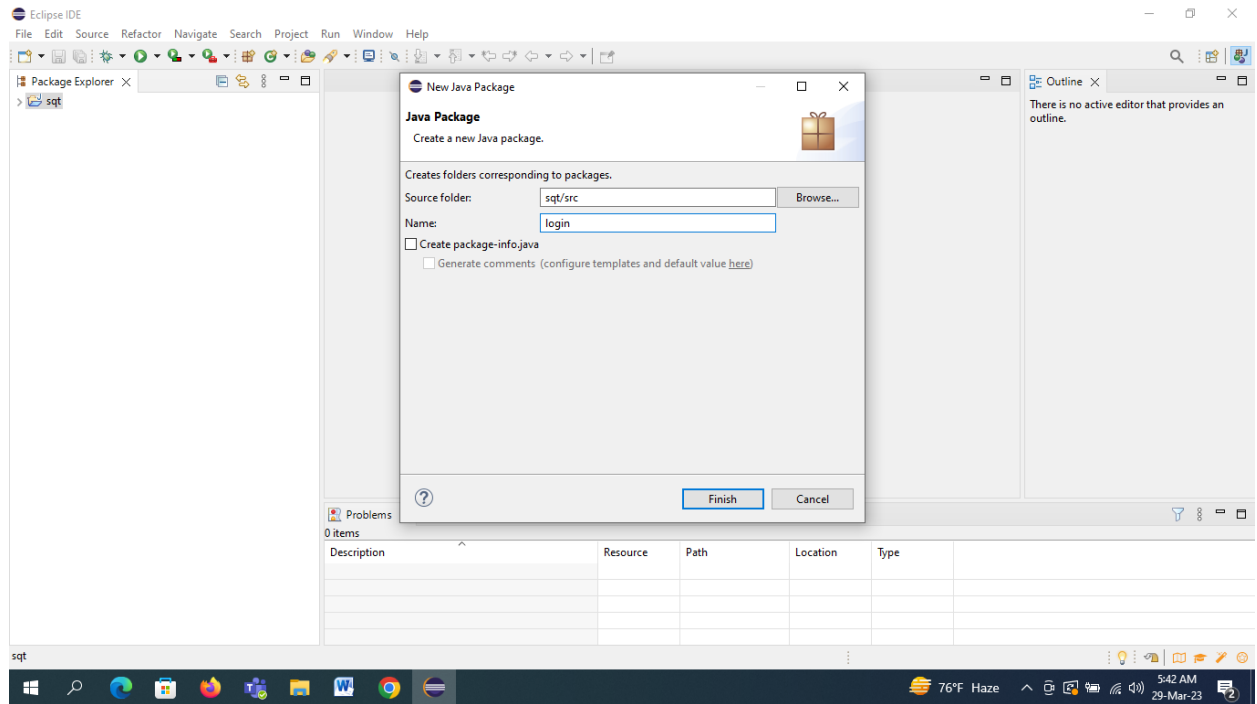 Eclipse IDE
File Edit Source Refactor Navigate Search Project Run Window Help
Package Explorer
sqt
New Java Package
Java Package
Create a new Java package.
Creates folders corresponding to packages.
Source folder: sqt/src Browse...
Name: login
Create package-info.java
Generate comments (configure templates and default value here)
? Finish Cancel
Outline
There is no active editor that provides an
outline.
Problems
0 items
Description Resource Path Location Type
sqt
76°F Haze 5:42 AM
29-Mar-23
2